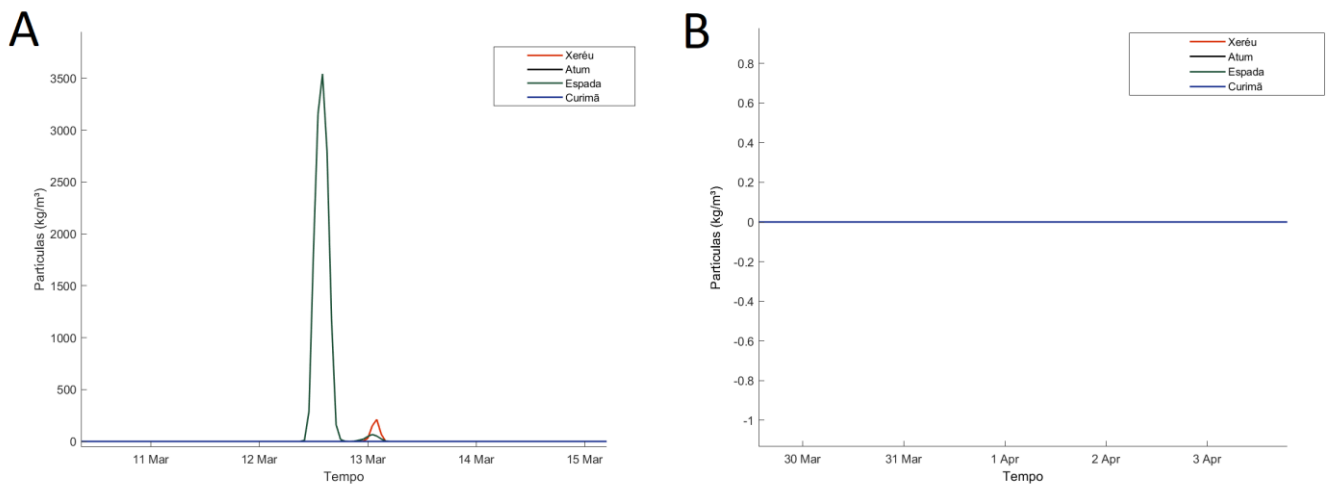 A
Partículas (kg/m³)
3500
3000
2500
2000
1500
1000
500
0
11 Mar
12 Mar
13 Mar
14 Mar
15 Mar
Tempo
Xeréu
Atum
Espada
Curimã
B
Partículas (kg/m³)
0.8
0.6
0.4
0.2
0
-0.2
-0.4
-0.6
-0.8
-1
30 Mar
31 Mar
1 Apr
2 Apr
3 Apr
Tempo
Xeréu
Atum
Espada
Curimã